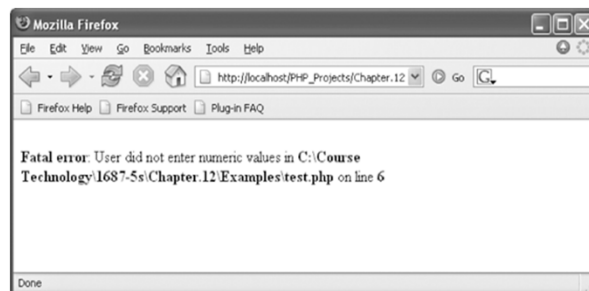 Mozilla Firefox
File Edit View Go Bookmarks Tools Help
http://localhost/PHP_Projects/Chapter.12 Go G
Firefox Help Firefox Support Plug-in FAQ
Fatal error: User did not enter numeric values in C:\Course
Technology\1687-5s\Chapter.12\Examples\test.php on line 6
Done